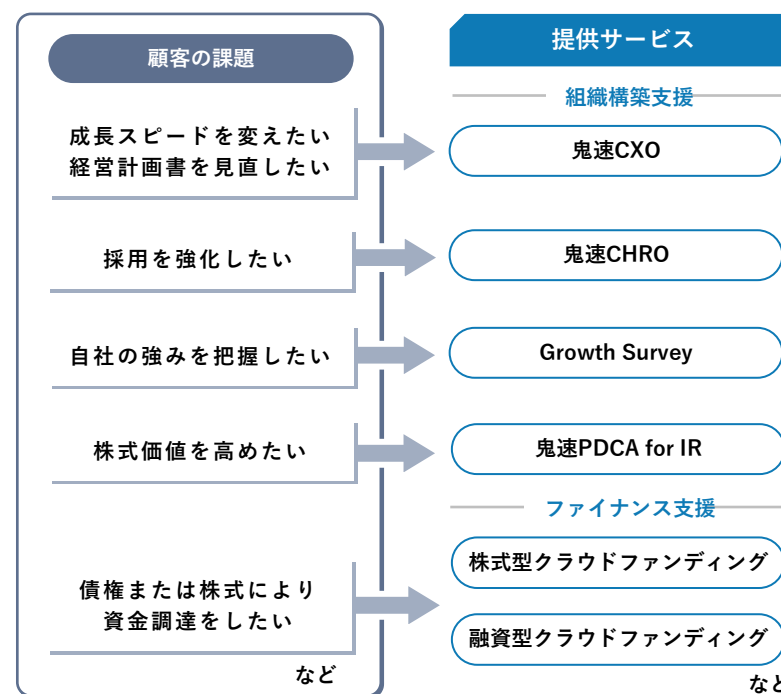 顧客の課題
成長スピードを変えたい
経営計画書を見直したい
採用を強化したい
自社の強みを把握したい
株式価値を高めたい
債権または株式により
資金調達をしたい
など
提供サービス
組織構築支援
鬼速CXO
鬼速CHRO
Growth Survey
鬼速PDCA for IR
ファイナンス支援
株式型クラウドファンディング
融資型クラウドファンディング
など